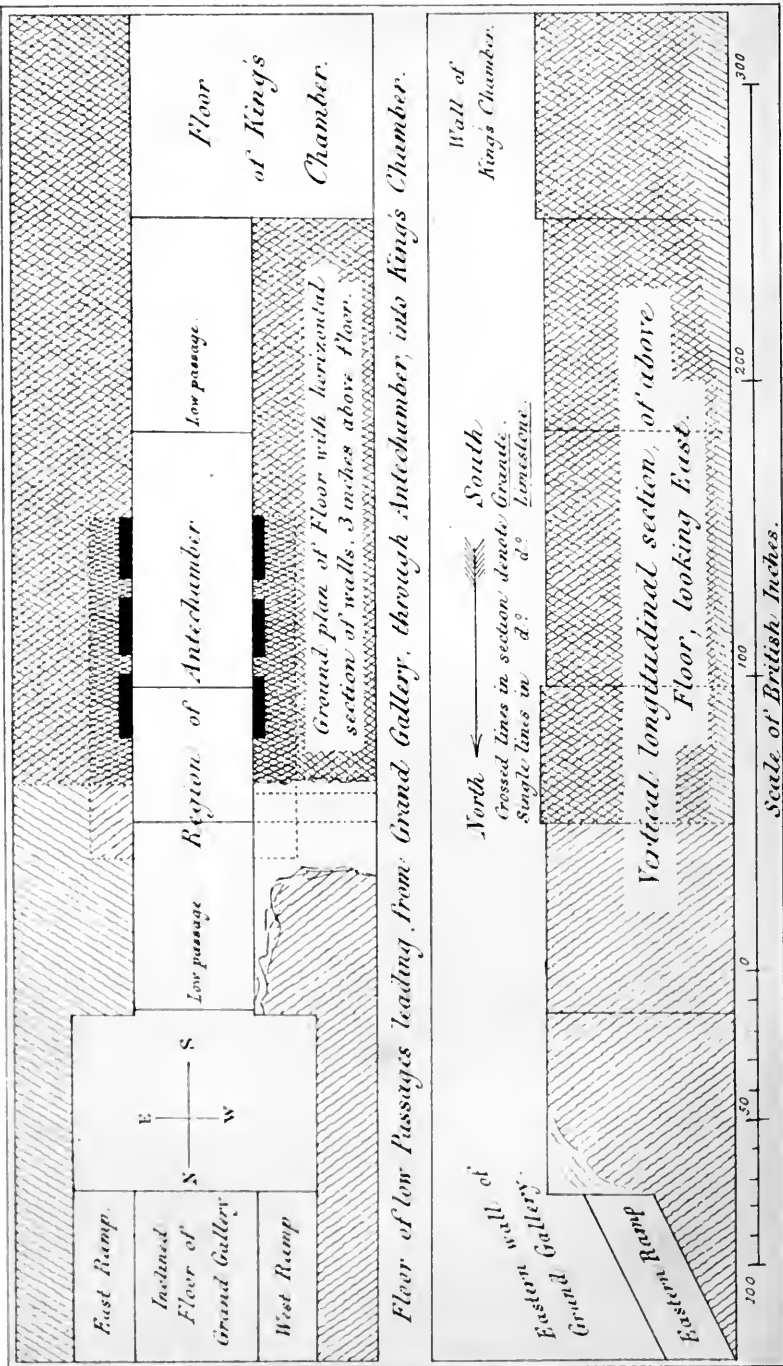 East Ramp.
Inclined
Floor of
Grand Gallery
West Ramp
N
E
S
W
Low passage
Region of Antechamber
Low passage
Floor
of King's
Chamber.
Ground plan of Floor with horizontal
section of walls, 3 inches above floor.
Floor of low Passages leading from Grand Gallery, through Antechamber, into King's Chamber.
Eastern wall of
Grand Gallery.
Eastern Ramp
North
South
Crossed lines in section denote Granite.
Single lines in dº dº Limestone.
Wall of
King's Chamber.
Vertical longitudinal section, of above
Floor, looking East.
100
50
0
100
200
300
Scale of British Inches